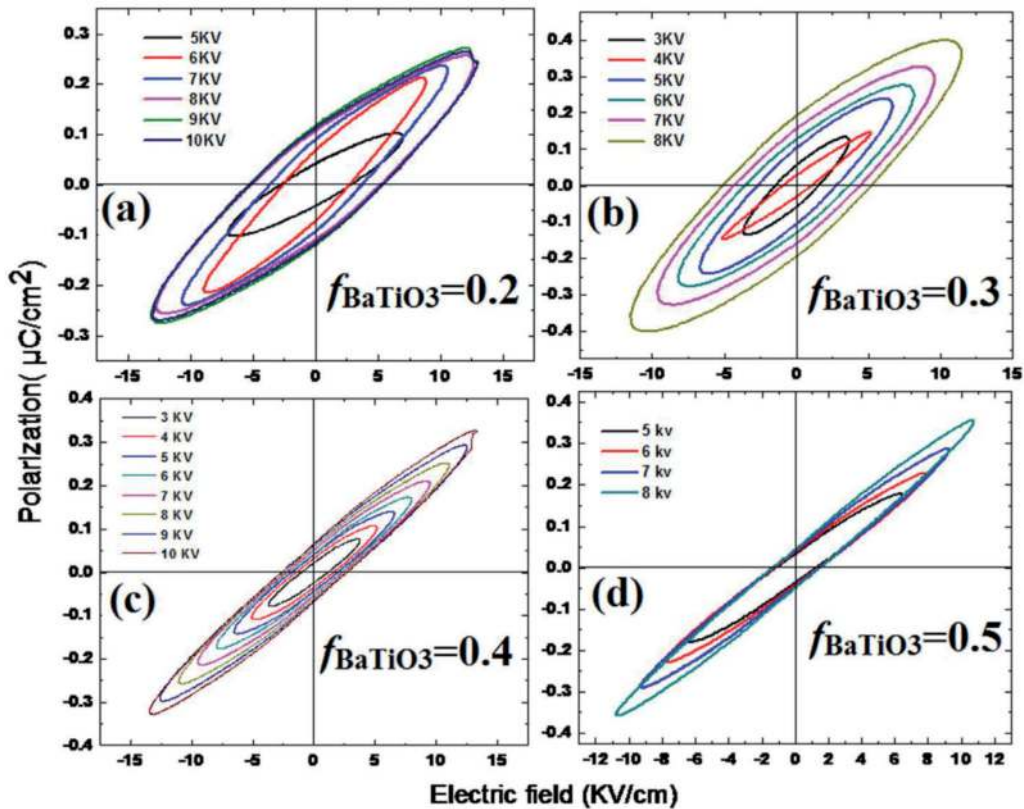 Polarization( μC/cm²)
0.3
0.2
0.1
0.0
-0.1
-0.2
-0.3
5KV
6KV
7KV
8KV
9KV
10KV
(a)
fBaTiO3=0.2
-15 -10 -5 0 5 10 15
0.4
0.3
0.2
0.1
0.0
-0.1
-0.2
-0.3
-0.4
3KV
4KV
5KV
6KV
7KV
8KV
(b)
fBaTiO3=0.3
-15 -10 -5 0 5 10 15
0.4
0.3
0.2
0.1
0.0
-0.1
-0.2
-0.3
-0.4
3 KV
4 KV
5 KV
6 KV
7 KV
8 KV
9 KV
10 KV
(c)
fBaTiO3=0.4
-15 -10 -5 0 5 10 15
0.4
0.3
0.2
0.1
0.0
-0.1
-0.2
-0.3
-0.4
5 kv
6 kv
7 kv
8 kv
(d)
fBaTiO3=0.5
-12 -10 -8 -6 -4 -2 0 2 4 6 8 10 12
Electric field (KV/cm)